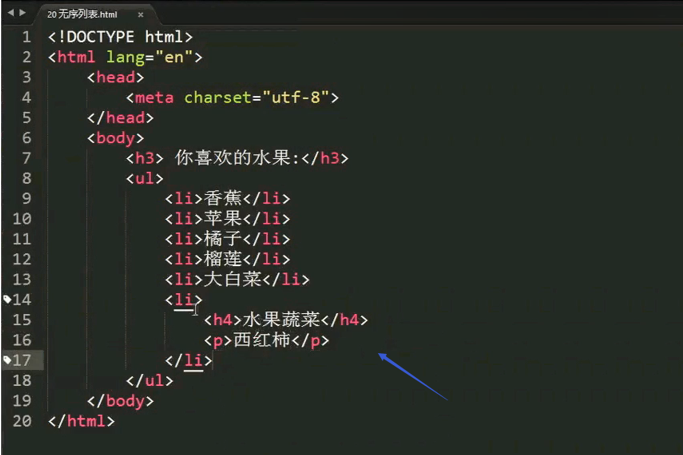 20 无序列表.html ×
1 <!DOCTYPE html>
2 <html lang="en">
3 <head>
4 <meta charset="utf-8">
5 </head>
6 <body>
7 <h3> 你喜欢的水果:</h3>
8 <ul>
9 <li>香蕉</li>
10 <li>苹果</li>
11 <li>橘子</li>
12 <li>榴莲</li>
13 <li>大白菜</li>
14 <li>
15 <h4>水果蔬菜</h4>
16 <p>西红柿</p>
17 </li>
18 </ul>
19 </body>
20 </html>